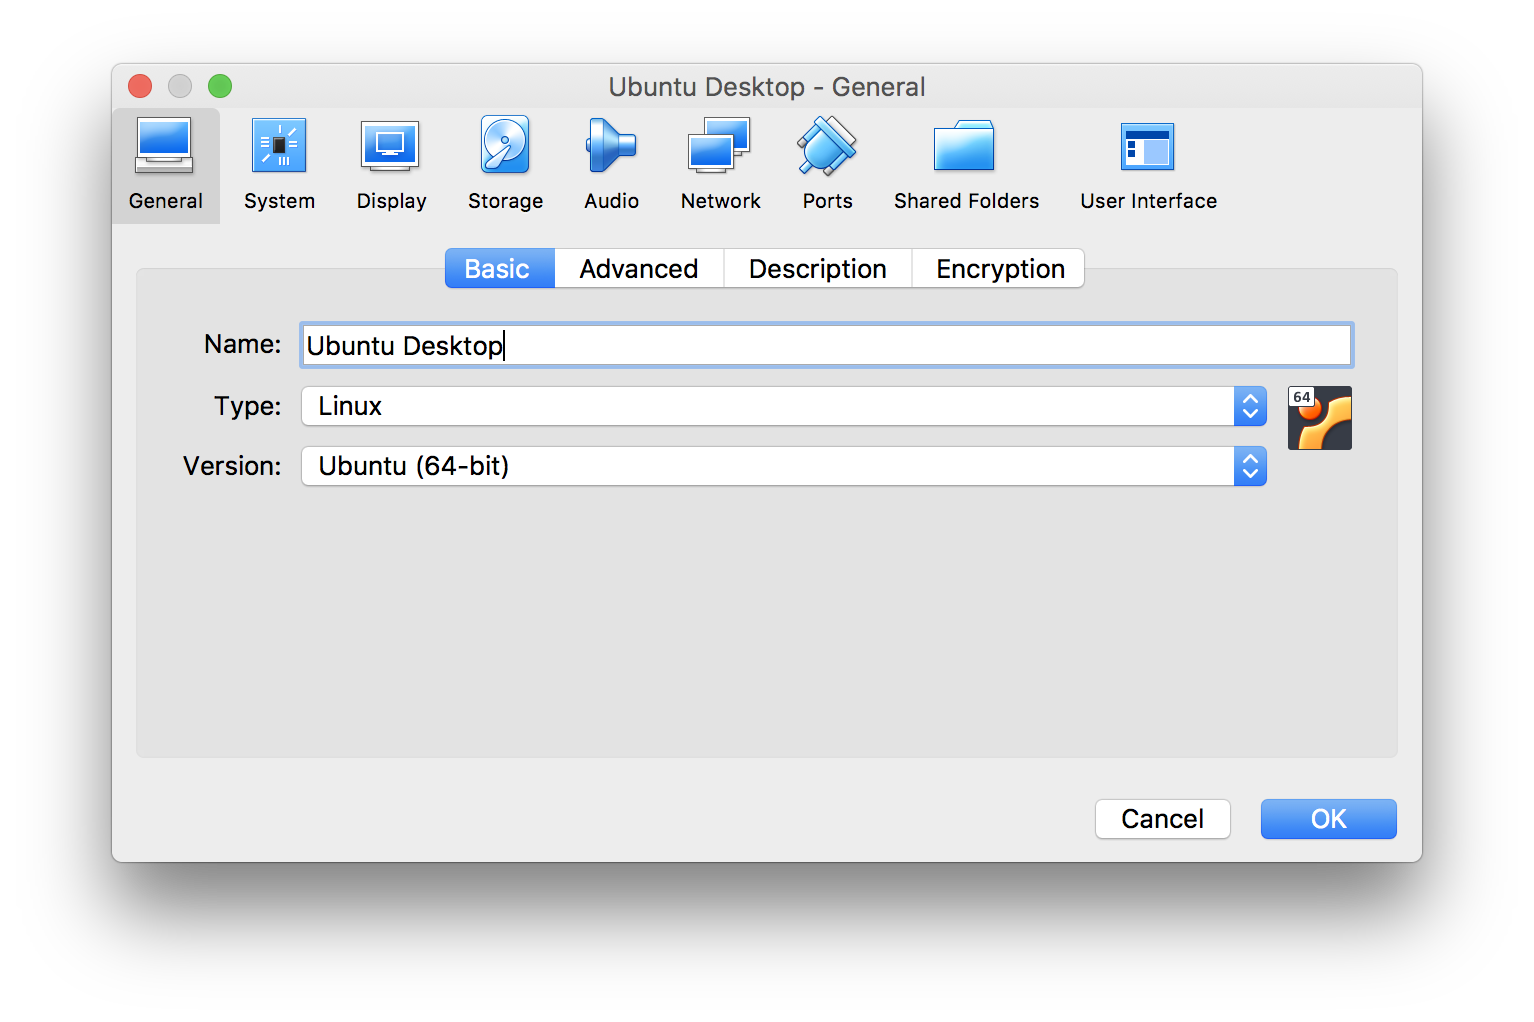 Ubuntu Desktop - General
General System Display Storage Audio Network Ports Shared Folders User Interface
Basic Advanced Description Encryption
Name: Ubuntu Desktop
Type: Linux
64
Version: Ubuntu (64-bit)
Cancel OK